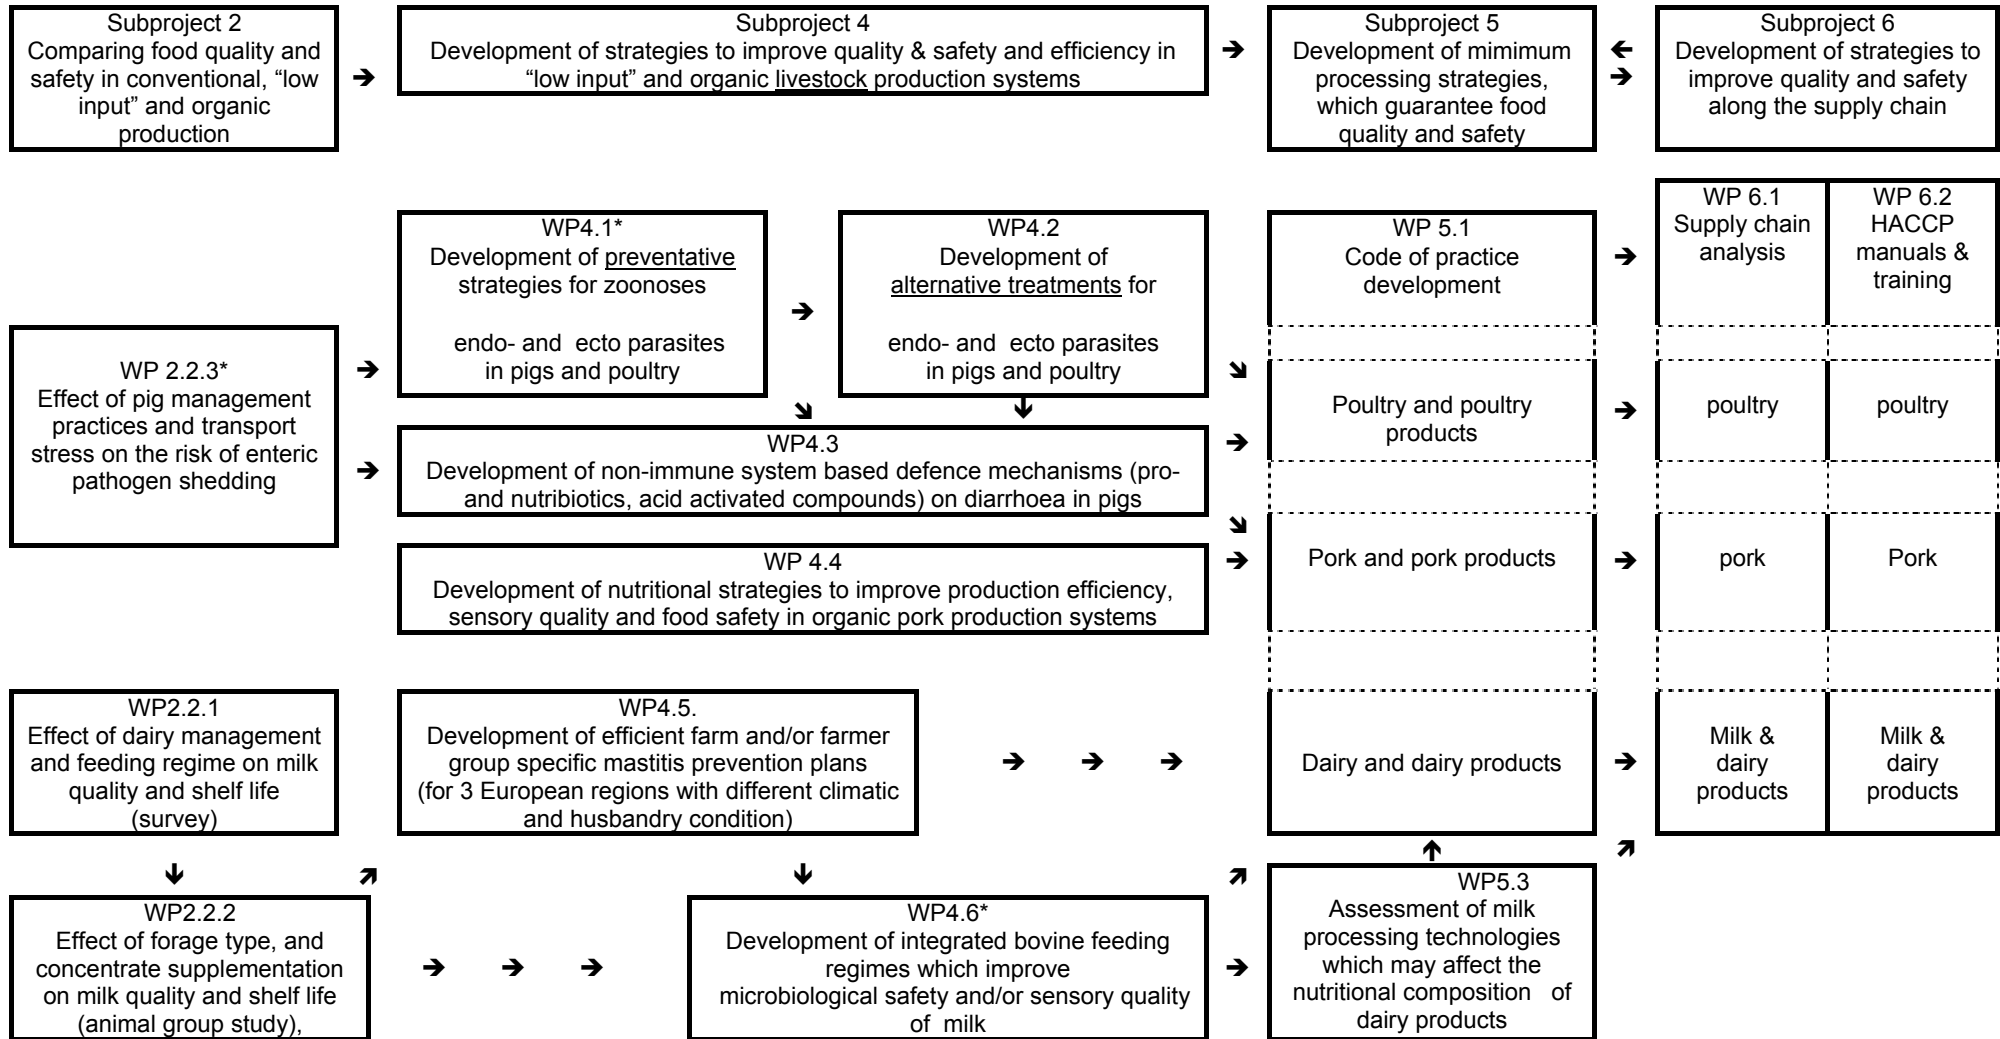 Subproject 2
Comparing food quality and
safety in conventional, “low
input” and organic
production
Subproject 4
Development of strategies to improve quality & safety and efficiency in
“low input” and organic livestock production systems
Subproject 5
Development of mimimum
processing strategies,
which guarantee food
quality and safety
Subproject 6
Development of strategies to
improve quality and safety
along the supply chain
WP 2.2.3*
Effect of pig management
practices and transport
stress on the risk of enteric
pathogen shedding
WP4.1*
Development of preventative
strategies for zoonoses
endo- and ecto parasites
in pigs and poultry
WP4.2
Development of
alternative treatments for
endo- and ecto parasites
in pigs and poultry
WP4.3
Development of non-immune system based defence mechanisms (pro-
and nutribiotics, acid activated compounds) on diarrhoea in pigs
WP 4.4
Development of nutritional strategies to improve production efficiency,
sensory quality and food safety in organic pork production systems
WP 5.1
Code of practice
development
Poultry and poultry
products
Pork and pork products
Dairy and dairy products
WP 6.1
Supply chain
analysis
poultry
pork
Milk &
dairy
products
WP 6.2
HACCP
manuals &
training
poultry
Pork
Milk &
dairy
products
WP2.2.1
Effect of dairy management
and feeding regime on milk
quality and shelf life
(survey)
WP4.5.
Development of efficient farm and/or farmer
group specific mastitis prevention plans
(for 3 European regions with different climatic
and husbandry condition)
WP2.2.2
Effect of forage type, and
concentrate supplementation
on milk quality and shelf life
(animal group study),
WP4.6*
Development of integrated bovine feeding
regimes which improve
microbiological safety and/or sensory quality
of milk
WP5.3
Assessment of milk
processing technologies
which may affect the
nutritional composition of
dairy products